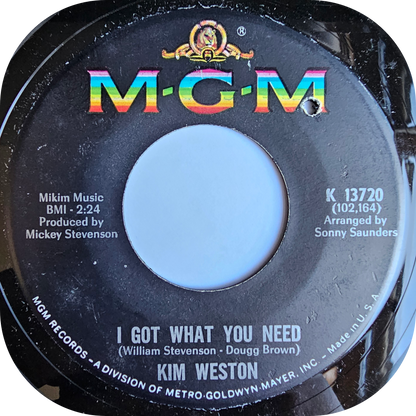 ®
M·G·M
Mikim Music
BMI - 2:24
Produced by
Mickey Stevenson
K 13720
(102,164)
Arranged by
Sonny Saunders
I GOT WHAT YOU NEED
(William Stevenson - Dougg Brown)
KIM WESTON
MGM RECORDS - A DIVISION OF METRO-GOLDWYN-MAYER, INC. - Made in U.S.A.